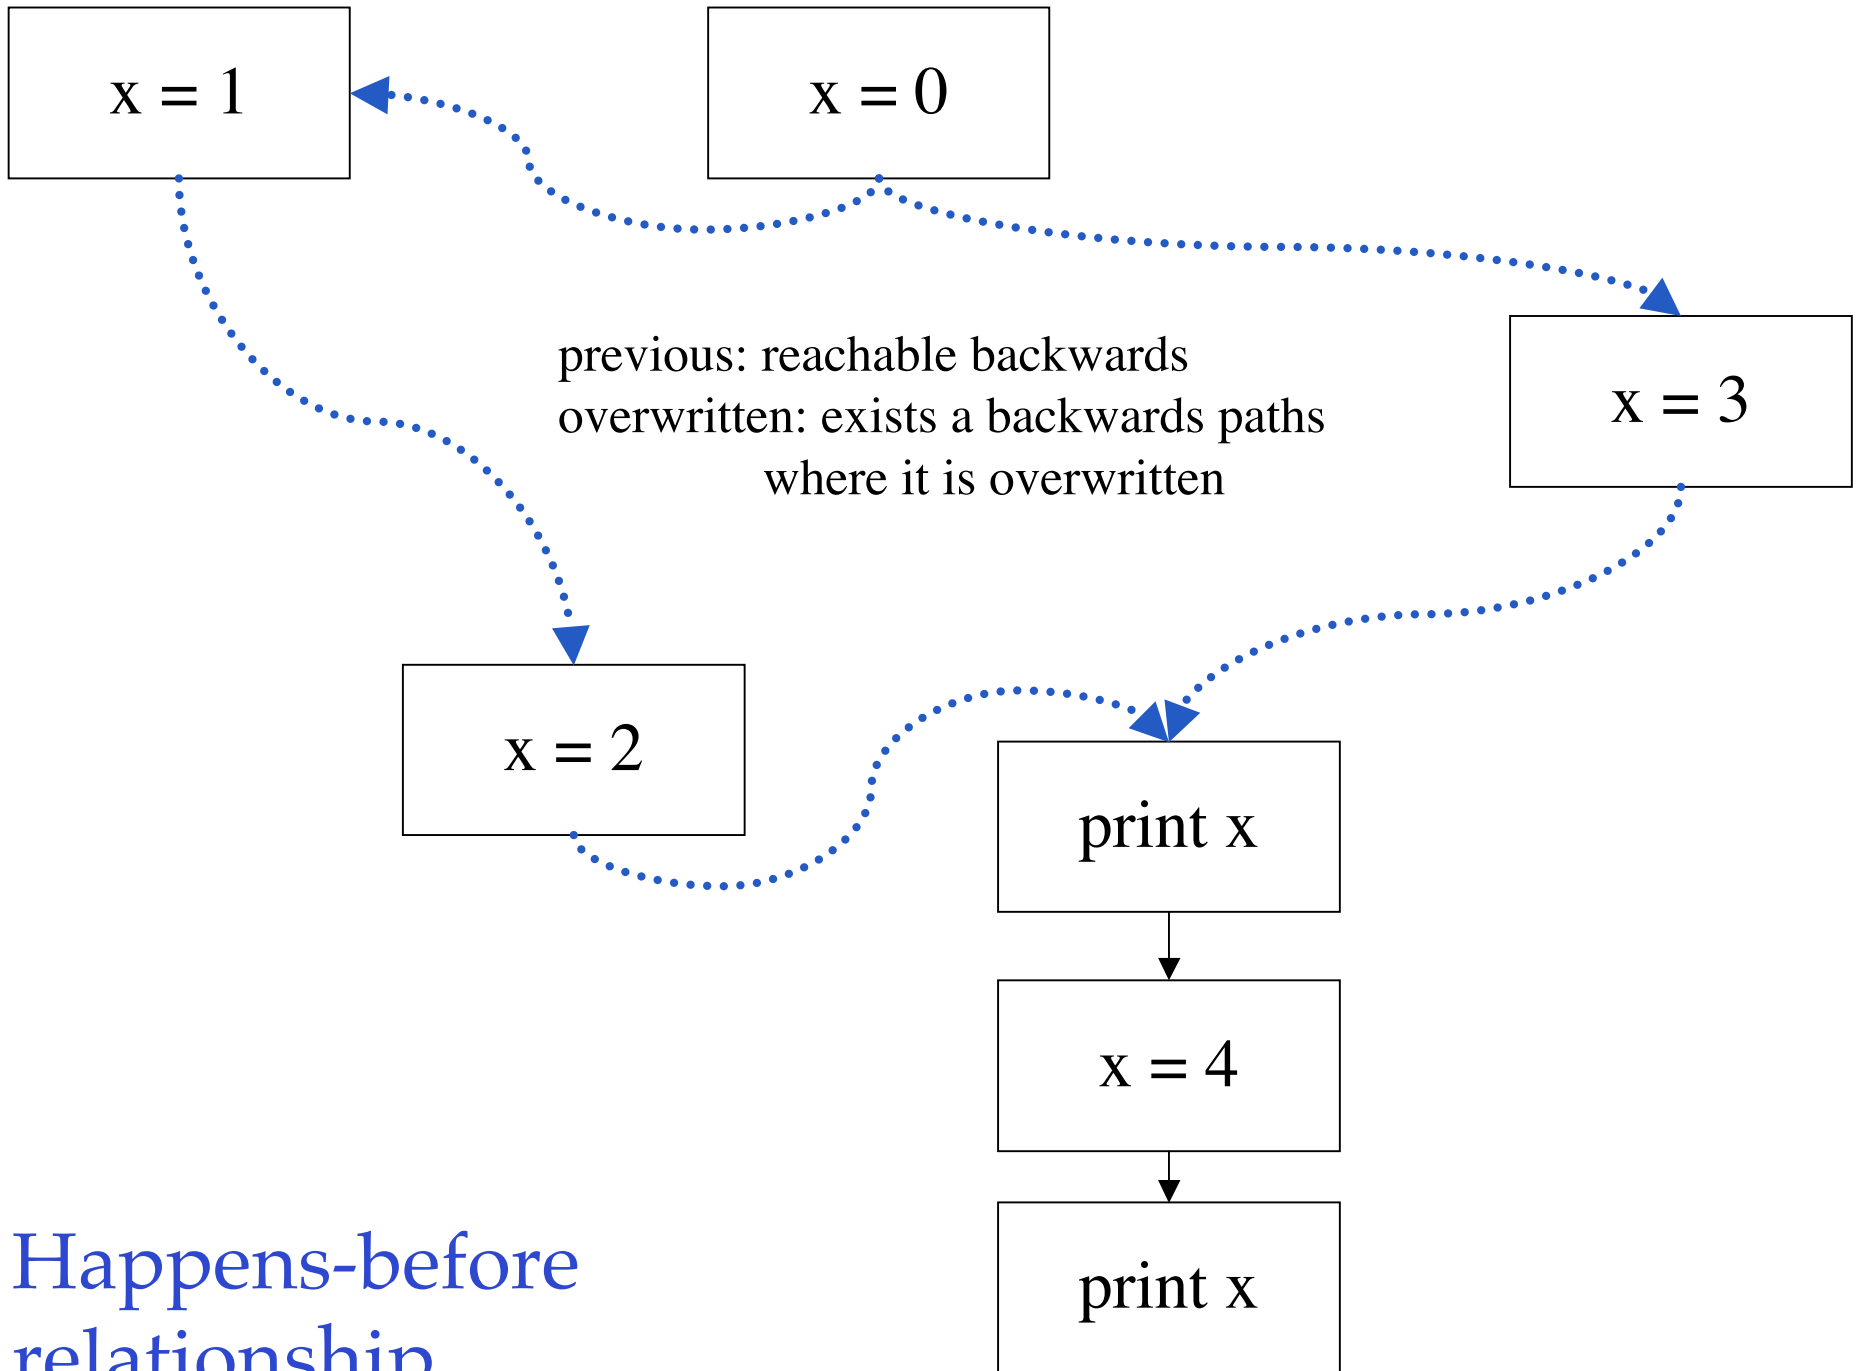 x = 1
x = 0
previous: reachable backwards
overwritten: exists a backwards paths
where it is overwritten
x = 3
x = 2
print x
x = 4
print x
Happens-before
relationship